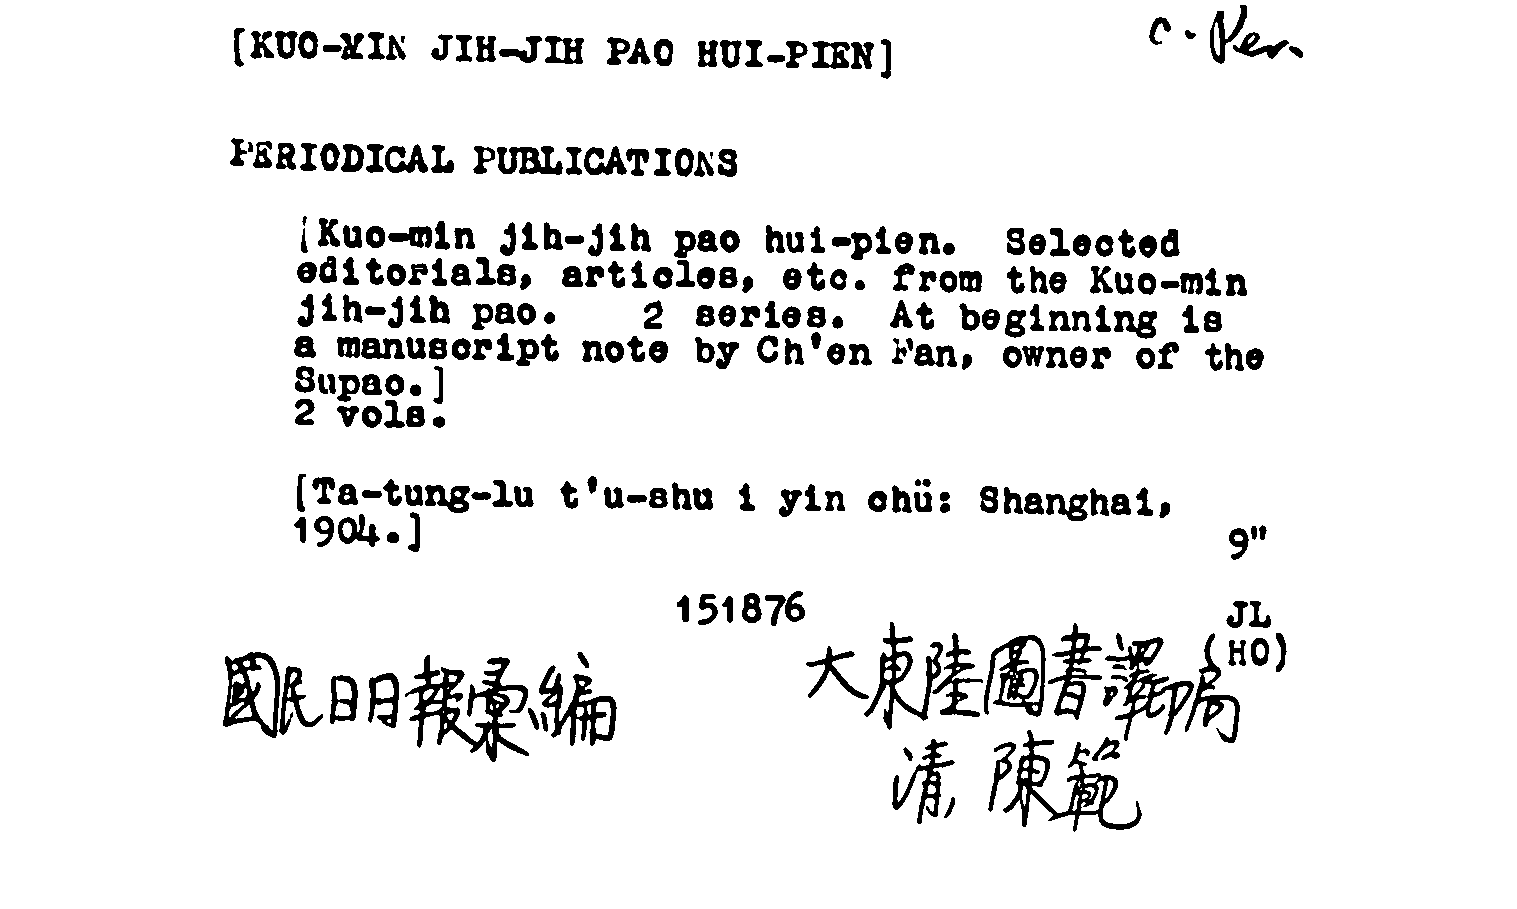 [KUO-MIN JIH-JIH PAO HUI-PIEN]
C. Per.
PERIODICAL PUBLICATIONS
[Kuo-min jih-jih pao hui-pien. Selected
editorials, articles, etc. from the Kuo-min
jih-jih pao. 2 series. At beginning is
a manuscript note by Ch'en Fan, owner of the
Supao.]
2 vols.
[Ta-tung-lu t'u-shu i yin chü: Shanghai,
1904.]
9"
151876
JL
(HO)
國民日日報彙編
大東陸圖書譯印局
清, 陳範